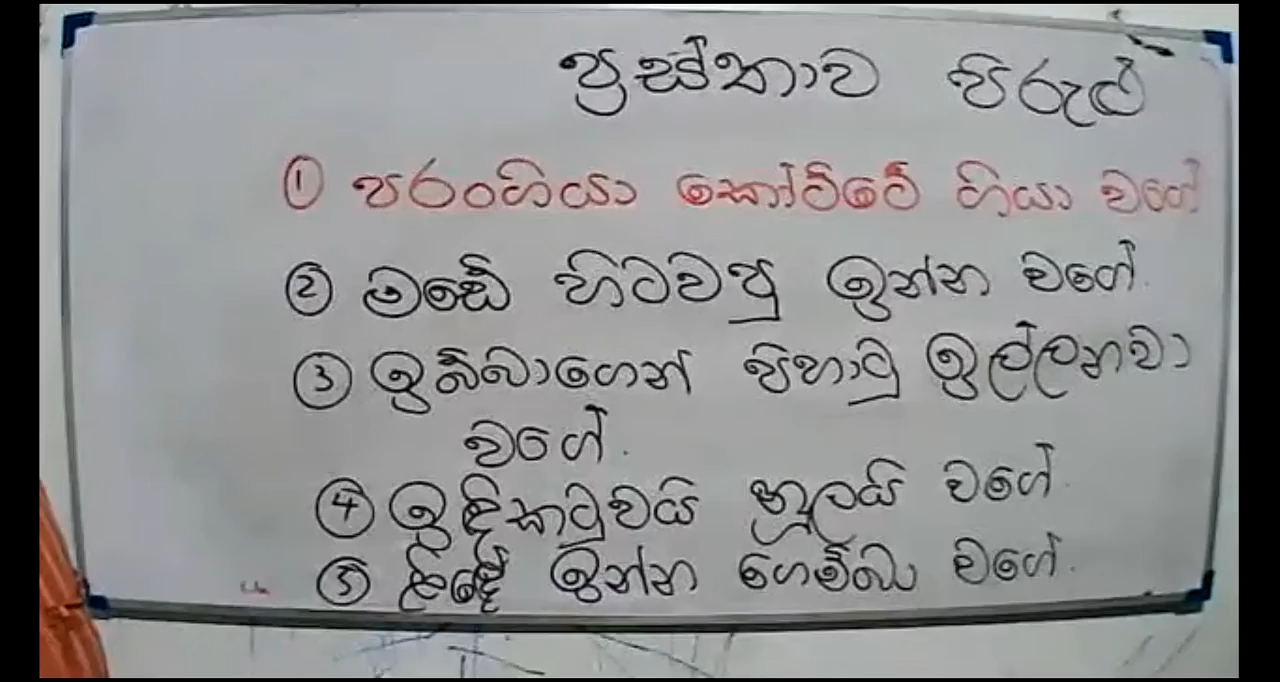 ප්‍රස්තාව පිරුළු
① පරංගියා කෝට්ටේ ගියා වගේ
② මඩේ හිටවපු ඉන්න වගේ.
③ ඉබ්බාගෙන් පිහාටු ඉල්ලනවා
වගේ.
④ ඉඳිකටුවයි නූලයි වගේ.
⑤ ළිඳේ ඉන්න ගෙම්බා වගේ.